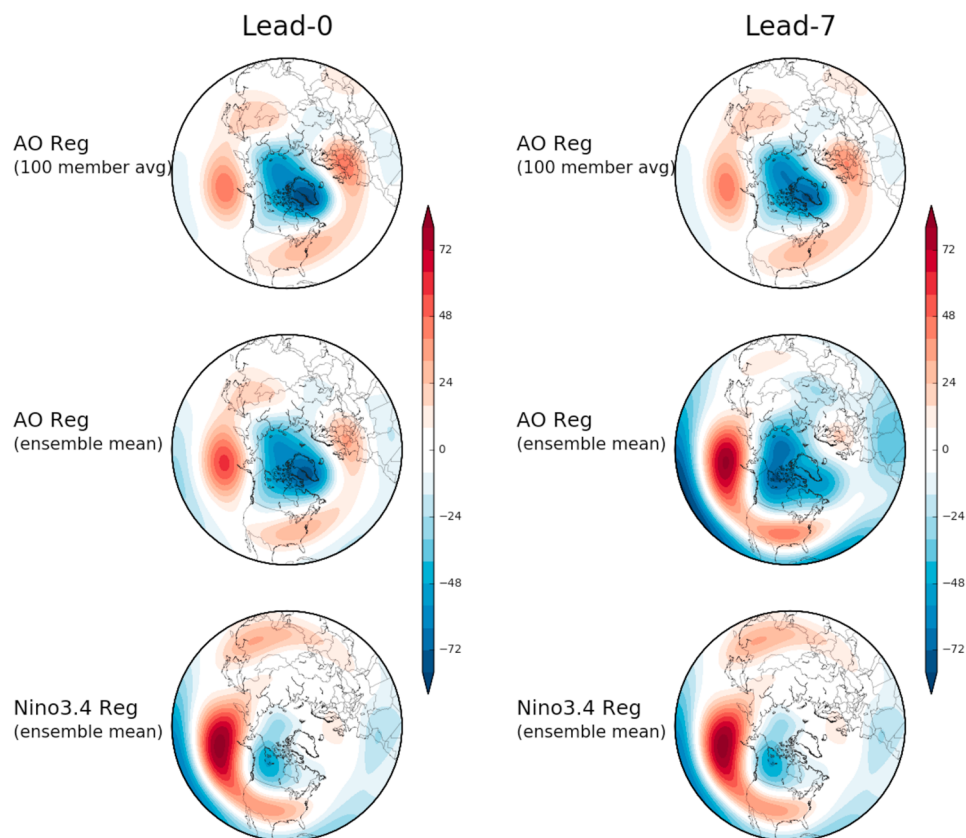 Lead-0
Lead-7
AO Reg
(100 member avg)
AO Reg
(100 member avg)
72
48
24
0
−24
−48
−72
72
48
24
0
−24
−48
−72
AO Reg
(ensemble mean)
AO Reg
(ensemble mean)
Nino3.4 Reg
(ensemble mean)
Nino3.4 Reg
(ensemble mean)